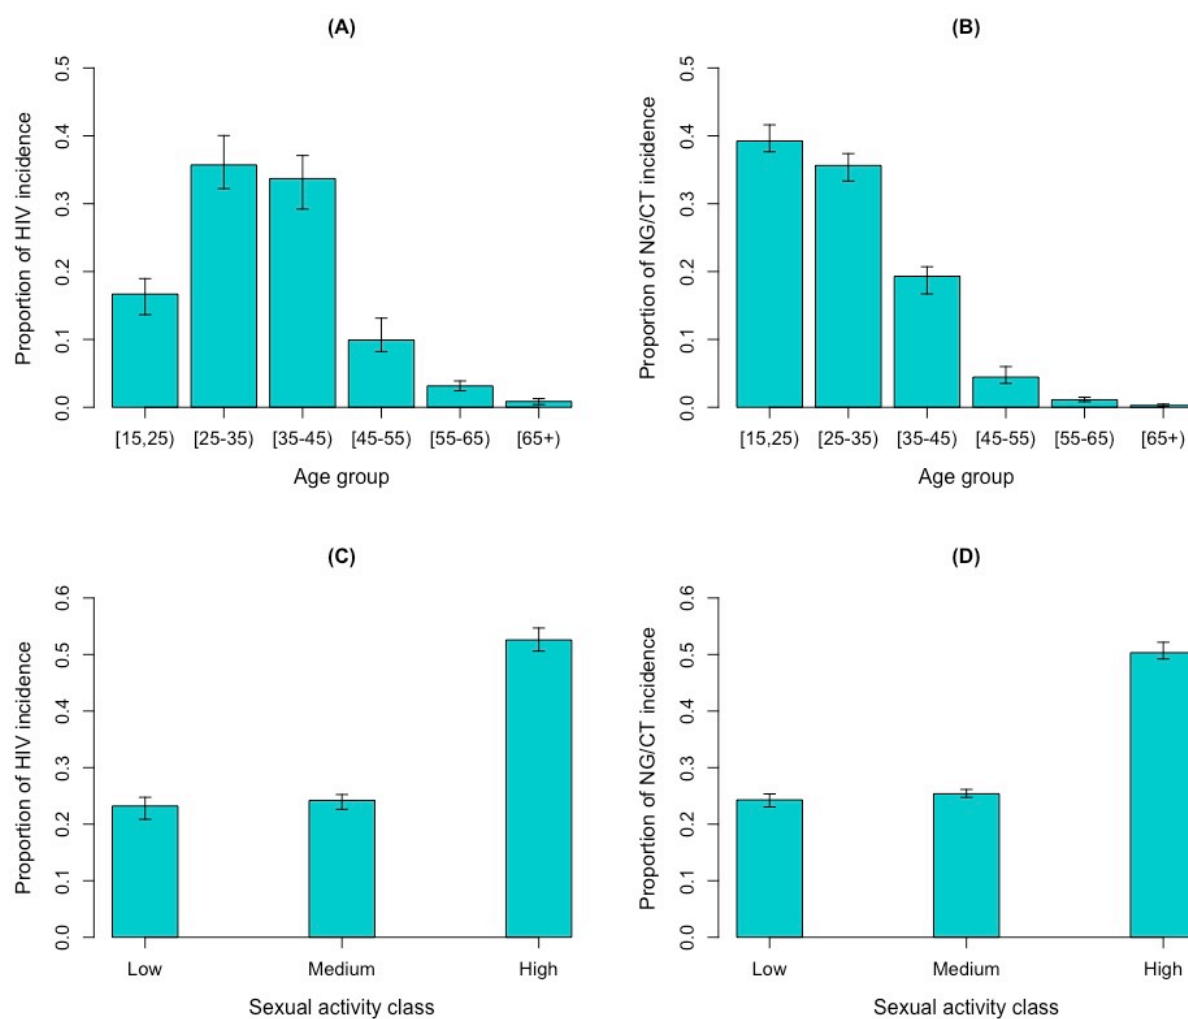 (A)
Proportion of HIV incidence
0.5
0.4
0.3
0.2
0.1
0.0
[15,25) [25-35) [35-45) [45-55) [55-65) [65+)
Age group
(B)
Proportion of NG/CT incidence
0.5
0.4
0.3
0.2
0.1
0.0
[15,25) [25-35) [35-45) [45-55) [55-65) [65+)
Age group
(C)
Proportion of HIV incidence
0.6
0.5
0.4
0.3
0.2
0.1
0.0
Low Medium High
Sexual activity class
(D)
Proportion of NG/CT incidence
0.6
0.5
0.4
0.3
0.2
0.1
0.0
Low Medium High
Sexual activity class